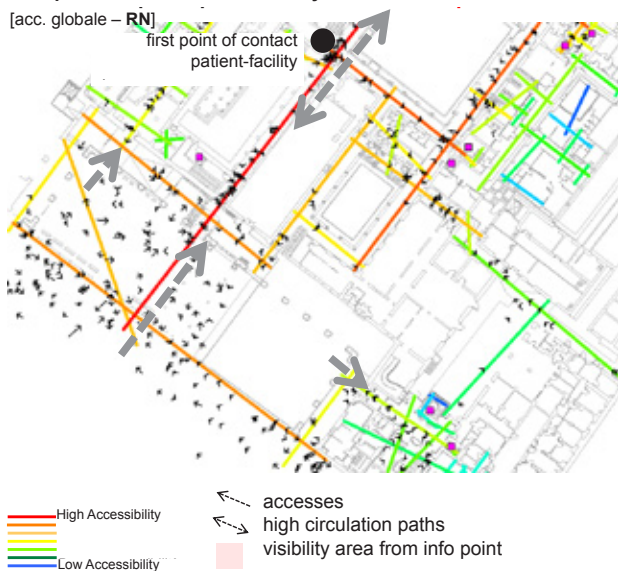 [acc. globale – RN]
first point of contact
patient-facility
High Accessibility
Low Accessibility
accesses
high circulation paths
visibility area from info point